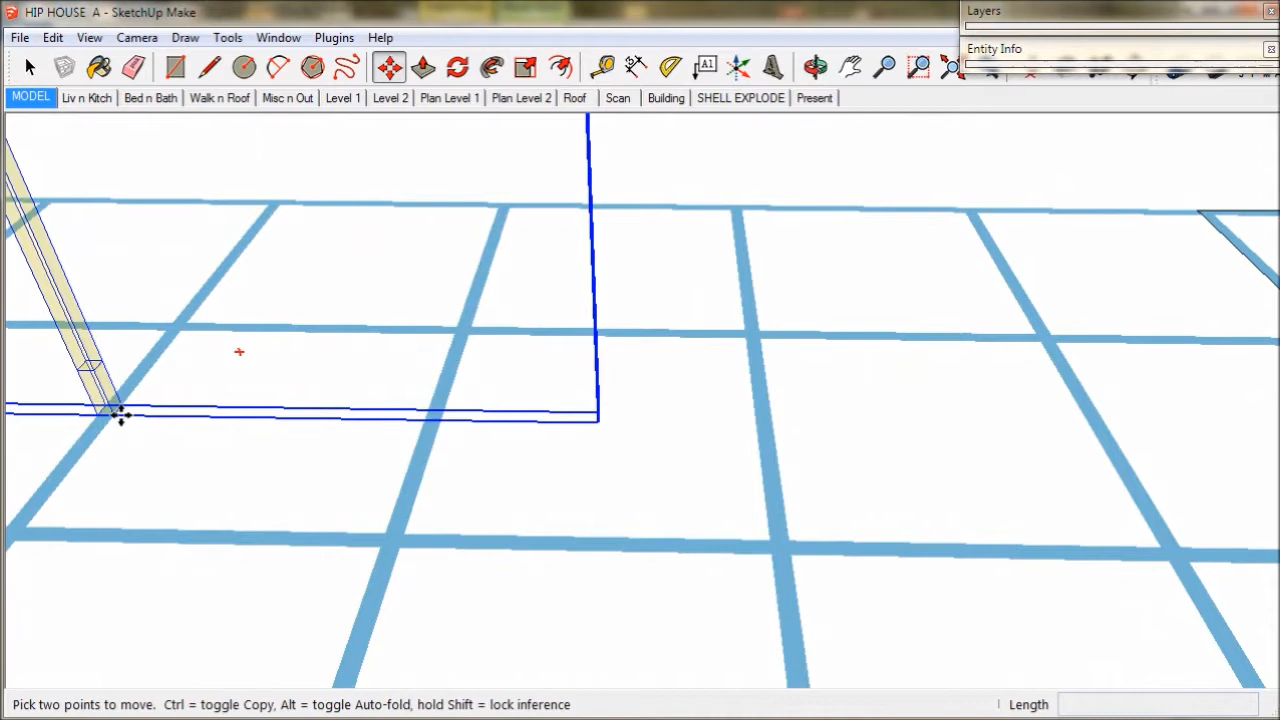 HIP HOUSE A - SketchUp Make
Layers
File Edit View Camera Draw Tools Window Plugins Help
Entity Info
A1
MODEL Liv n Kitch Bed n Bath Walk n Roof Misc n Out Level 1 Level 2 Plan Level 1 Plan Level 2 Roof Scan Building SHELL EXPLODE Present
Pick two points to move. Ctrl = toggle Copy, Alt = toggle Auto-fold, hold Shift = lock inference Length